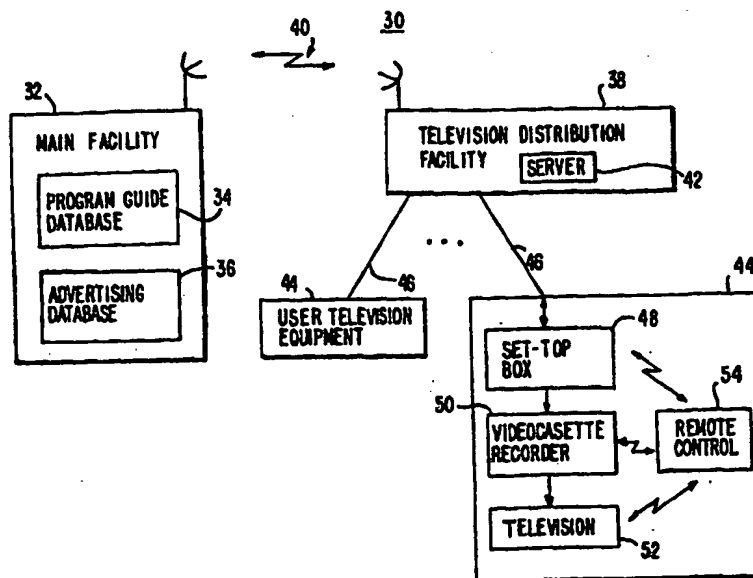 40
30
32
38
MAIN FACILITY
TELEVISION DISTRIBUTION
FACILITY
SERVER
42
PROGRAM GUIDE
DATABASE
34
36
ADVERTISING
DATABASE
...
46
46
44
44
USER TELEVISION
EQUIPMENT
48
SET-TOP
BOX
54
50
VIDEOCASETTE
RECORDER
REMOTE
CONTROL
TELEVISION
52